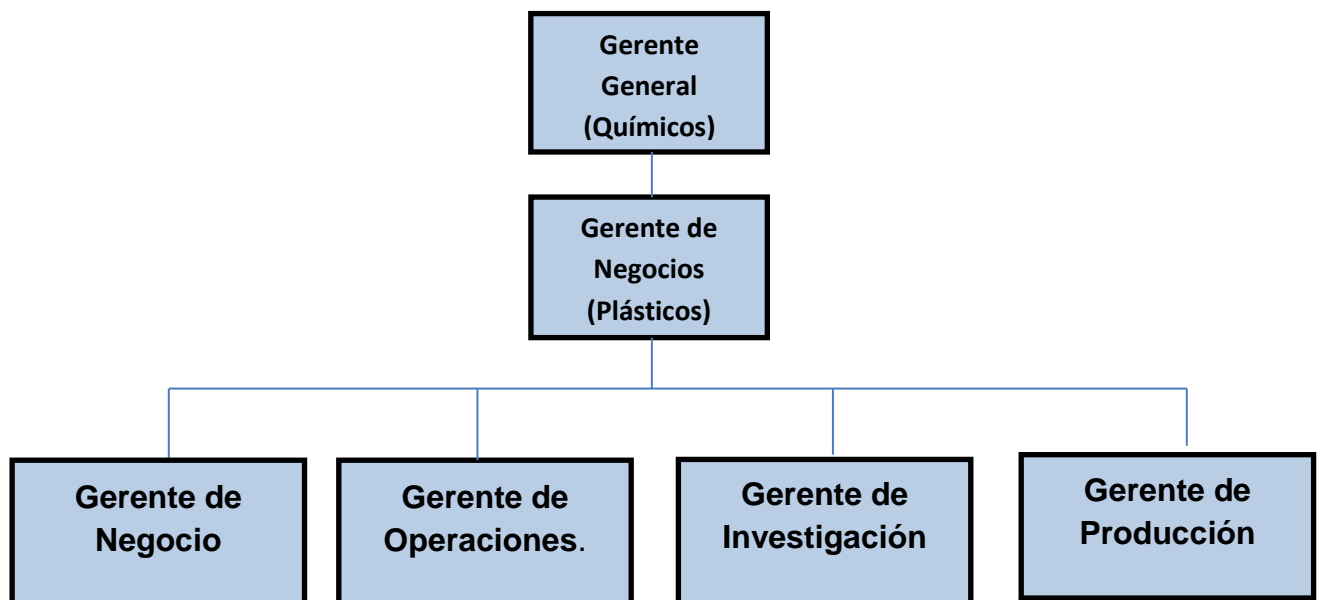 Gerente
General
(Químicos)
Gerente de
Negocios
(Plásticos)
Gerente de
Negocio
Gerente de
Operaciones.
Gerente de
Investigación
Gerente de
Producción